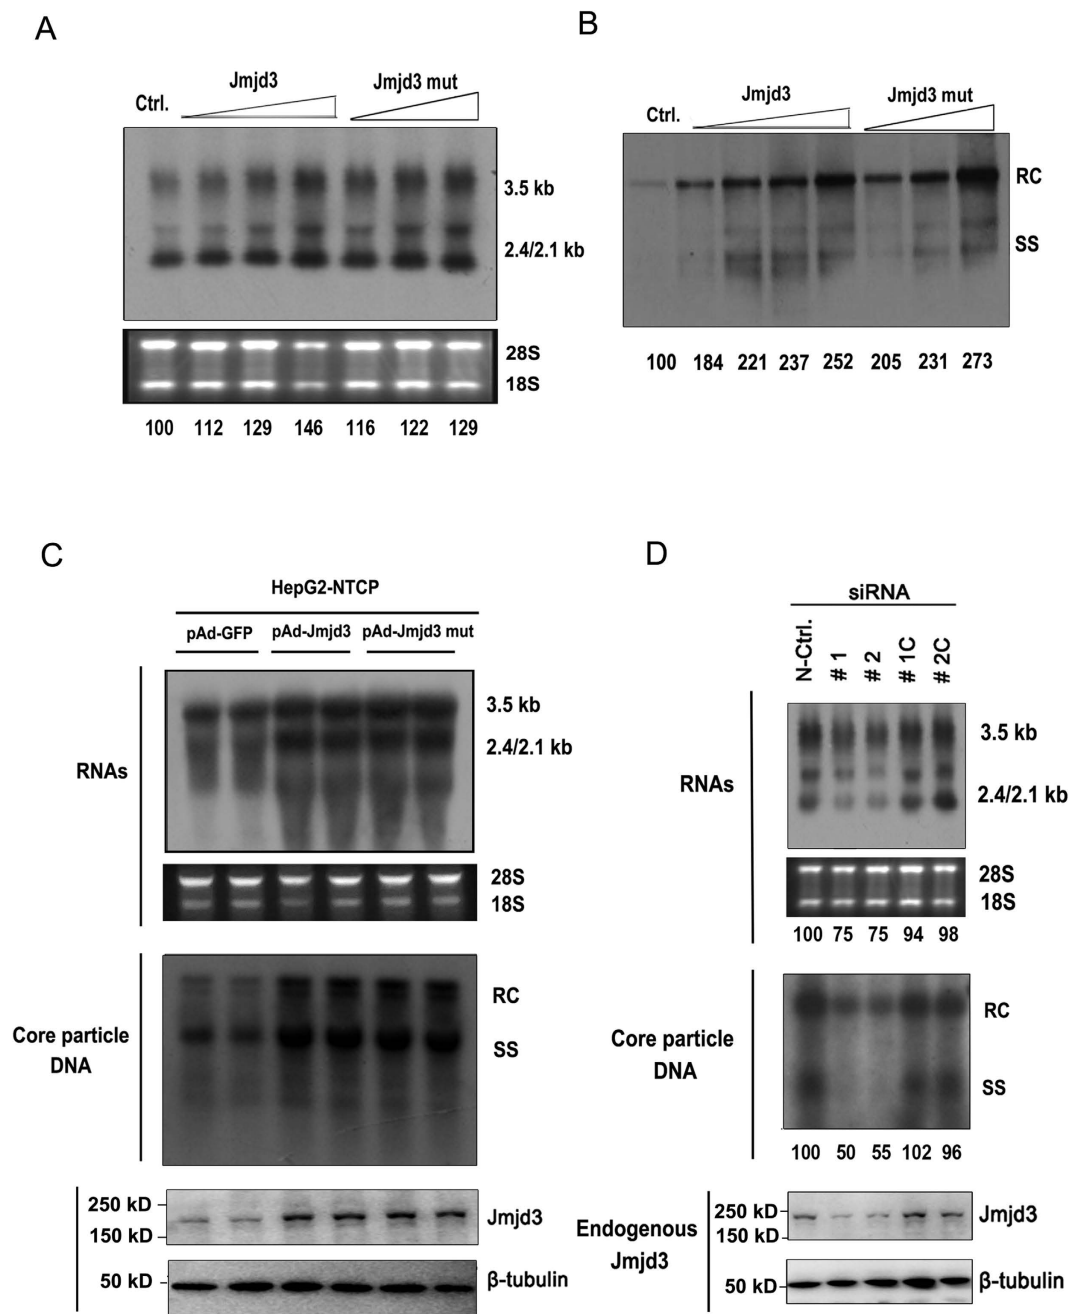 A
Jmjd3
Jmjd3 mut
Ctrl.
3.5 kb
2.4/2.1 kb
28S
18S
100 112 129 146 116 122 129
B
Jmjd3
Jmjd3 mut
Ctrl.
RC
SS
100 184 221 237 252 205 231 273
C
HepG2-NTCP
pAd-GFP pAd-Jmjd3 pAd-Jmjd3 mut
3.5 kb
2.4/2.1 kb
RNAs
28S
18S
RC
Core particle
DNA
SS
250 kD
150 kD
Jmjd3
50 kD
β-tubulin
D
siRNA
N-Ctrl. # 1 # 2 # 1C # 2C
3.5 kb
RNAs
2.4/2.1 kb
28S
18S
100 75 75 94 98
RC
Core particle
DNA
SS
100 50 55 102 96
Endogenous
Jmjd3
250 kD
150 kD
Jmjd3
50 kD
β-tubulin